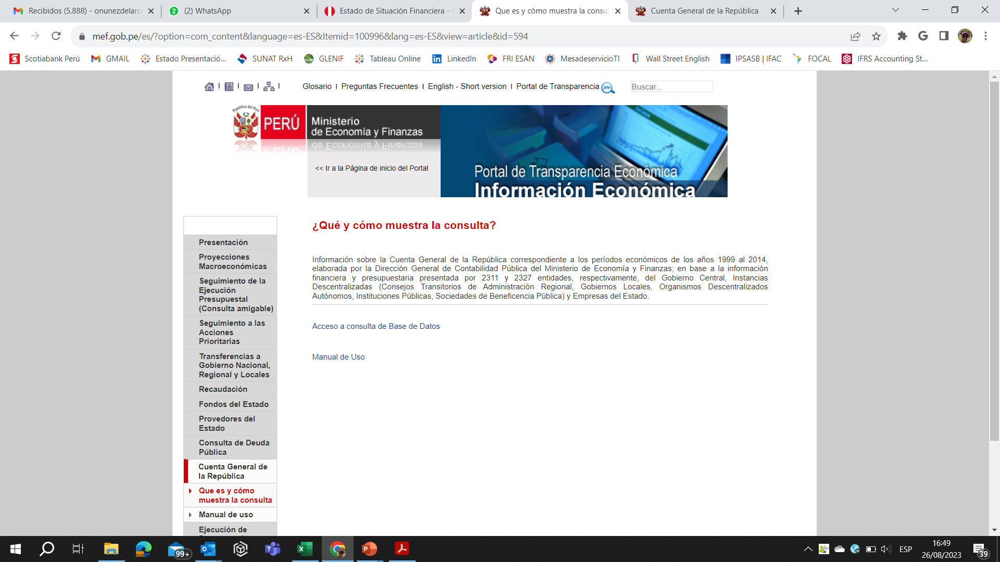 Recibidos (5.888) - onunezdelarco
(2) WhatsApp
Estado de Situación Financiera -
Que es y cómo muestra la consul
Cuenta General de la República
mef.gob.pe/es/?option=com_content&language=es-ES&Itemid=100996&lang=es-ES&view=article&id=594
Scotiabank Perú
GMAIL
Estado Presentació...
SUNAT RxH
GLENIF
Tableau Online
LinkedIn
FRI ESAN
MesadeservicioTI
Wall Street English
IPSASB | IFAC
FOCAL
IFRS Accounting St...
Glosario I Preguntas Frecuentes I English - Short version I Portal de Transparencia pte
Buscar...
República del Perú
PERÚ
Ministerio
de Economía y Finanzas
<< Ir a la Página de inicio del Portal
Portal de Transparencia Económica
Información Económica
Presentación
Proyecciones
Macroeconómicas
Seguimiento de la
Ejecución
Presupuestal
(Consulta amigable)
Seguimiento a las
Acciones
Prioritarias
Transferencias a
Gobierno Nacional,
Regional y Locales
Recaudación
Fondos del Estado
Provedores del
Estado
Consulta de Deuda
Pública
Cuenta General de
la República
Que es y cómo
muestra la consulta
Manual de uso
Ejecución de
¿Qué y cómo muestra la consulta?
Información sobre la Cuenta General de la República correspondiente a los períodos económicos de los años 1999 al 2014,
elaborada por la Dirección General de Contabilidad Pública del Ministerio de Economía y Finanzas; en base a la información
financiera y presupuestaria presentada por 2311 y 2327 entidades, respectivamente, del Gobierno Central, Instancias
Descentralizadas (Consejos Transitorios de Administración Regional, Gobiernos Locales, Organismos Descentralizados
Autónomos, Instituciones Públicas, Sociedades de Beneficencia Pública) y Empresas del Estado.
Acceso a consulta de Base de Datos
Manual de Uso
99+
ESP
16:49
26/08/2023
39